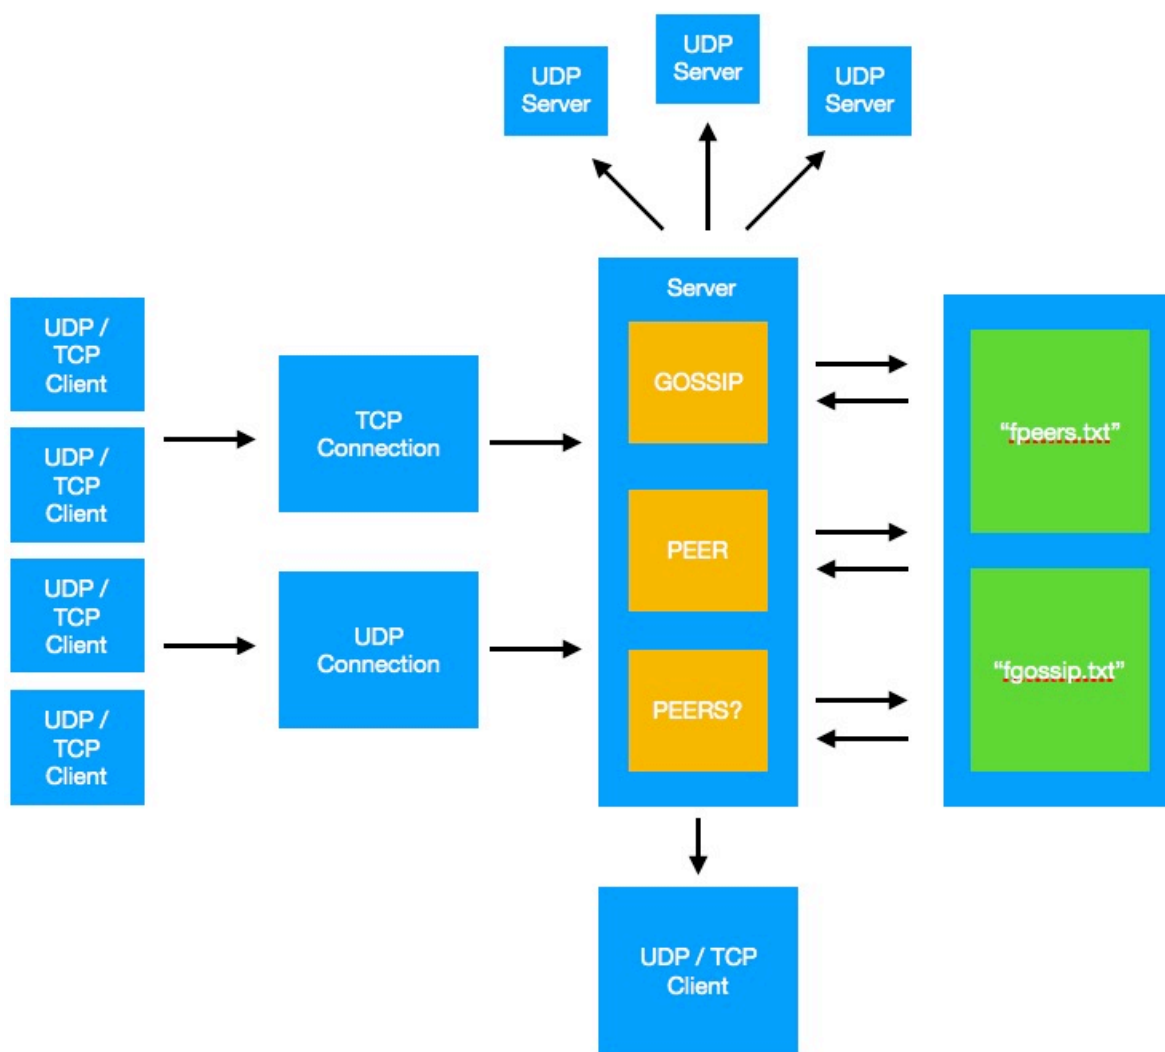 UDP
Server
UDP
Server
UDP
Server
Server
UDP /
TCP
Client
UDP /
TCP
Client
UDP /
TCP
Client
UDP /
TCP
Client
TCP
Connection
UDP
Connection
GOSSIP
PEER
PEERS?
“fpeers.txt”
“fgossip.txt”
UDP / TCP
Client